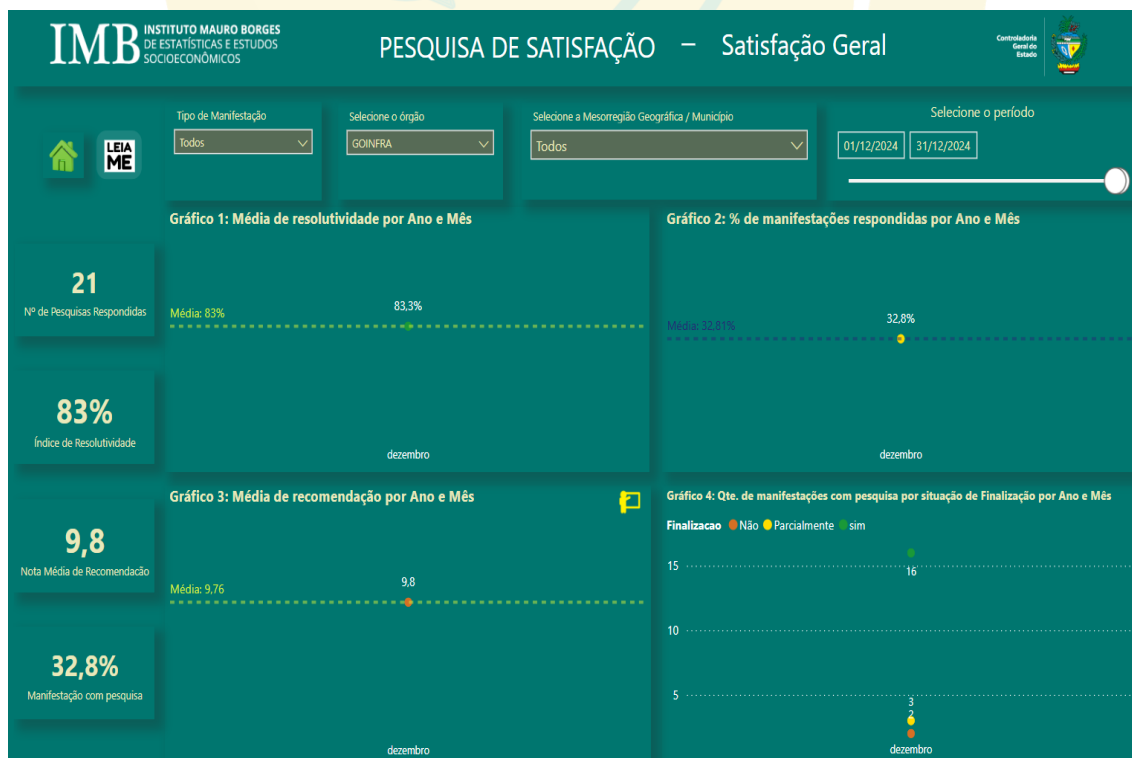 IMB
INSTITUTO MAURO BORGES
DE ESTATÍSTICAS E ESTUDOS
SOCIOECONÔMICOS
PESQUISA DE SATISFAÇÃO – Satisfação Geral
Controladoria
Geral do
Estado
LEIA
ME
Tipo de Manifestação
Todos
Selecione o órgão
GOINFRA
Selecione a Mesorregião Geográfica / Município
Todos
Selecione o período
01/12/2024 31/12/2024
21
Nº de Pesquisas Respondidas
83%
Índice de Resolutividade
9,8
Nota Média de Recomendacão
32,8%
Manifestação com pesquisa
Gráfico 1: Média de resolutividade por Ano e Mês
Média: 83%
83,3%
dezembro
Gráfico 2: % de manifestações respondidas por Ano e Mês
Média: 32,81%
32,8%
dezembro
Gráfico 3: Média de recomendação por Ano e Mês
Média: 9,76
9,8
dezembro
Gráfico 4: Qte. de manifestações com pesquisa por situação de Finalização por Ano e Mês
Finalizacao Não Parcialmente sim
15
16
10
5
3
2
dezembro